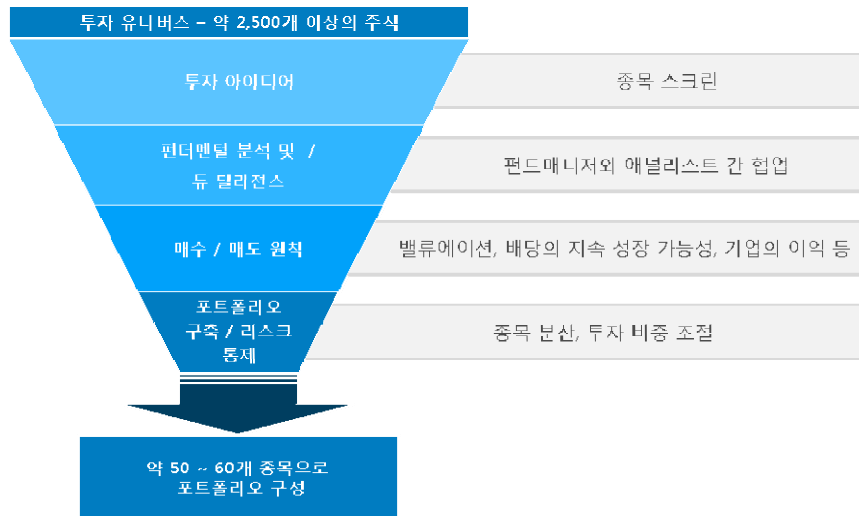 투자 유니버스 – 약 2,500개 이상의 주식
투자 아이디어
종목 스크린
펀더멘털 분석 및 /
듀 딜리전스
펀드매니저와 애널리스트 간 협업
매수 / 매도 원칙
밸류에이션, 배당의 지속 성장 가능성, 기업의 이익 등
포트폴리오
구축 / 리스크
통제
종목 분산, 투자 비중 조절
약 50 ~ 60개 종목으로
포트폴리오 구성